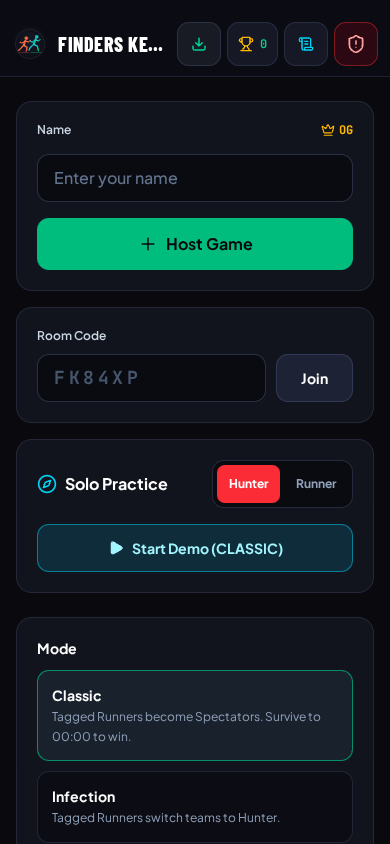 FINDERS KE...
0
Name
OG
Enter your name
+ Host Game
Room Code
FK84XP
Join
Solo Practice
Hunter
Runner
Start Demo (CLASSIC)
Mode
Classic
Tagged Runners become Spectators. Survive to
00:00 to win.
Infection
Tagged Runners switch teams to Hunter.